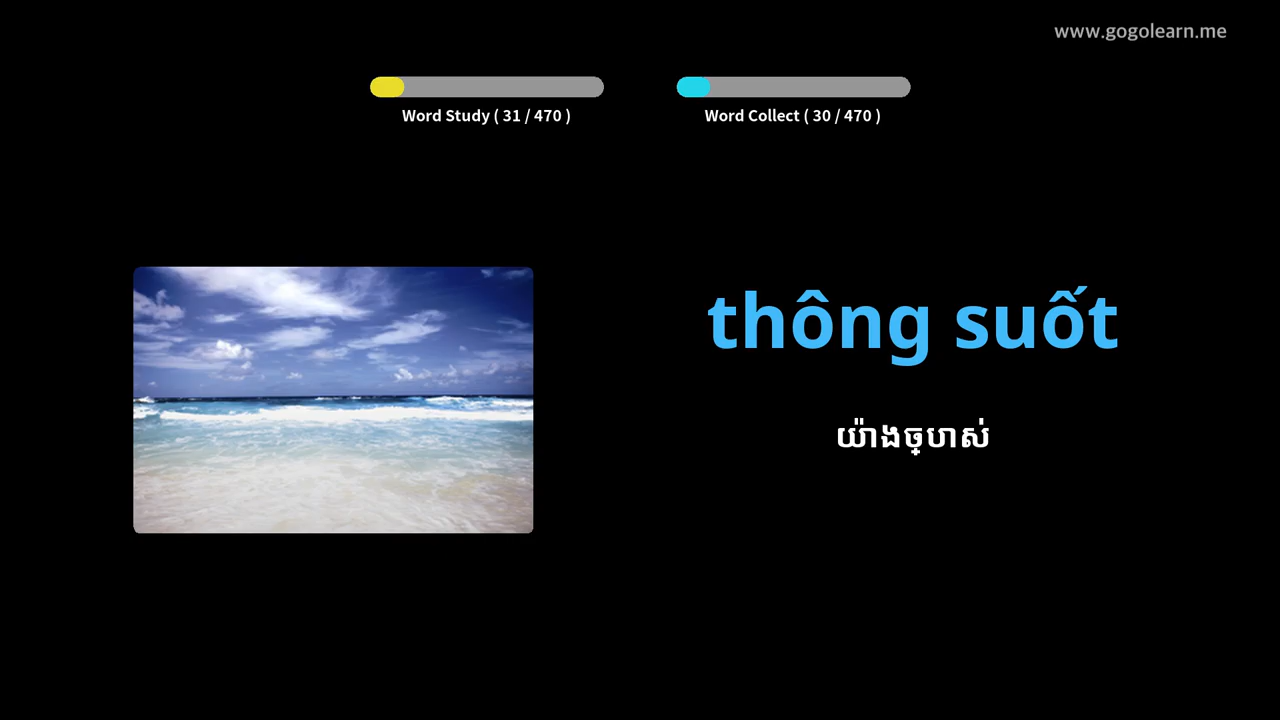 www.gogolearn.me
Word Study ( 31 / 470 )
Word Collect ( 30 / 470 )
thông suốt
យ៉ាងច្បាស់